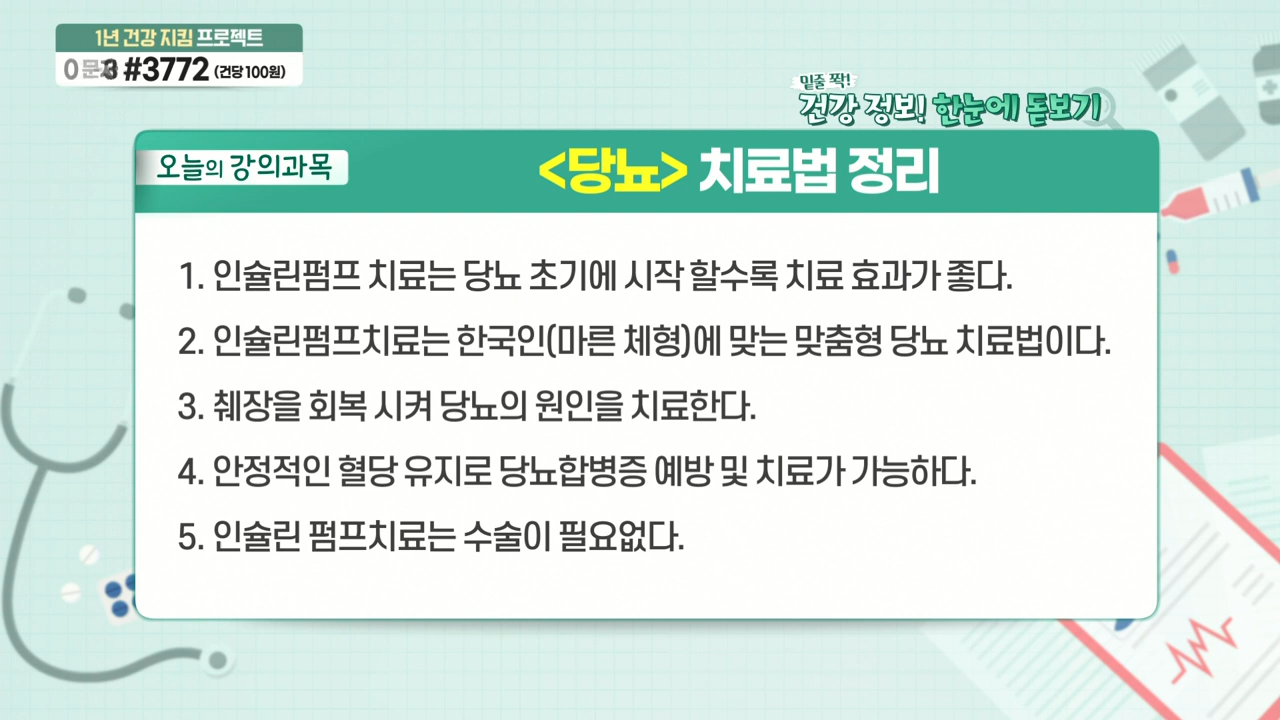 1년 건강 지킴 프로젝트
#3772 (건당 100원)
밑줄 쫙!
건강 정보! 한눈에 돋보기
오늘의 강의과목
<당뇨> 치료법 정리
1. 인슐린펌프 치료는 당뇨 초기에 시작 할수록 치료 효과가 좋다.
2. 인슐린펌프치료는 한국인(마른 체형)에 맞는 맞춤형 당뇨 치료법이다.
3. 췌장을 회복 시켜 당뇨의 원인을 치료한다.
4. 안정적인 혈당 유지로 당뇨합병증 예방 및 치료가 가능하다.
5. 인슐린 펌프치료는 수술이 필요없다.